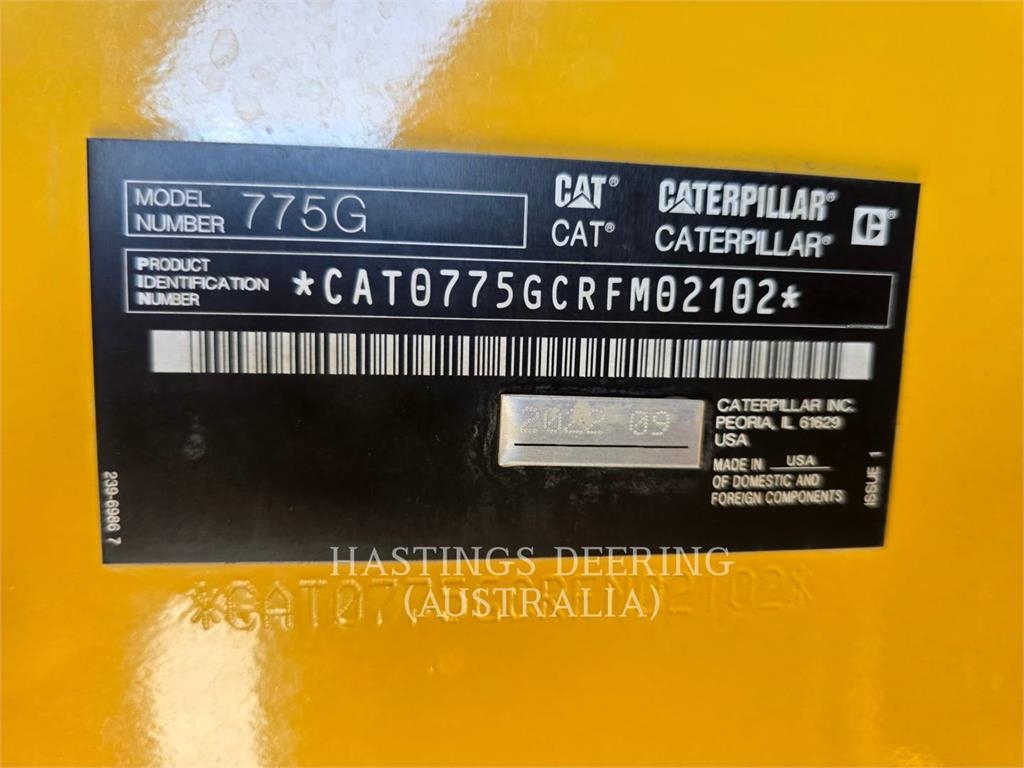 MODEL NUMBER 775G
CAT® CATERPILLAR®
CAT® CATERPILLAR®
PRODUCT IDENTIFICATION NUMBER *CAT0775GCRFM02102*
2022 09
CATERPILLAR INC.
PEORIA, IL 61629
USA
MADE IN USA
OF DOMESTIC AND
FOREIGN COMPONENTS
ISSUE 1
239-6986 7
HASTINGS DEERING
(AUSTRALIA)
*CAT0775GCRFM02102*